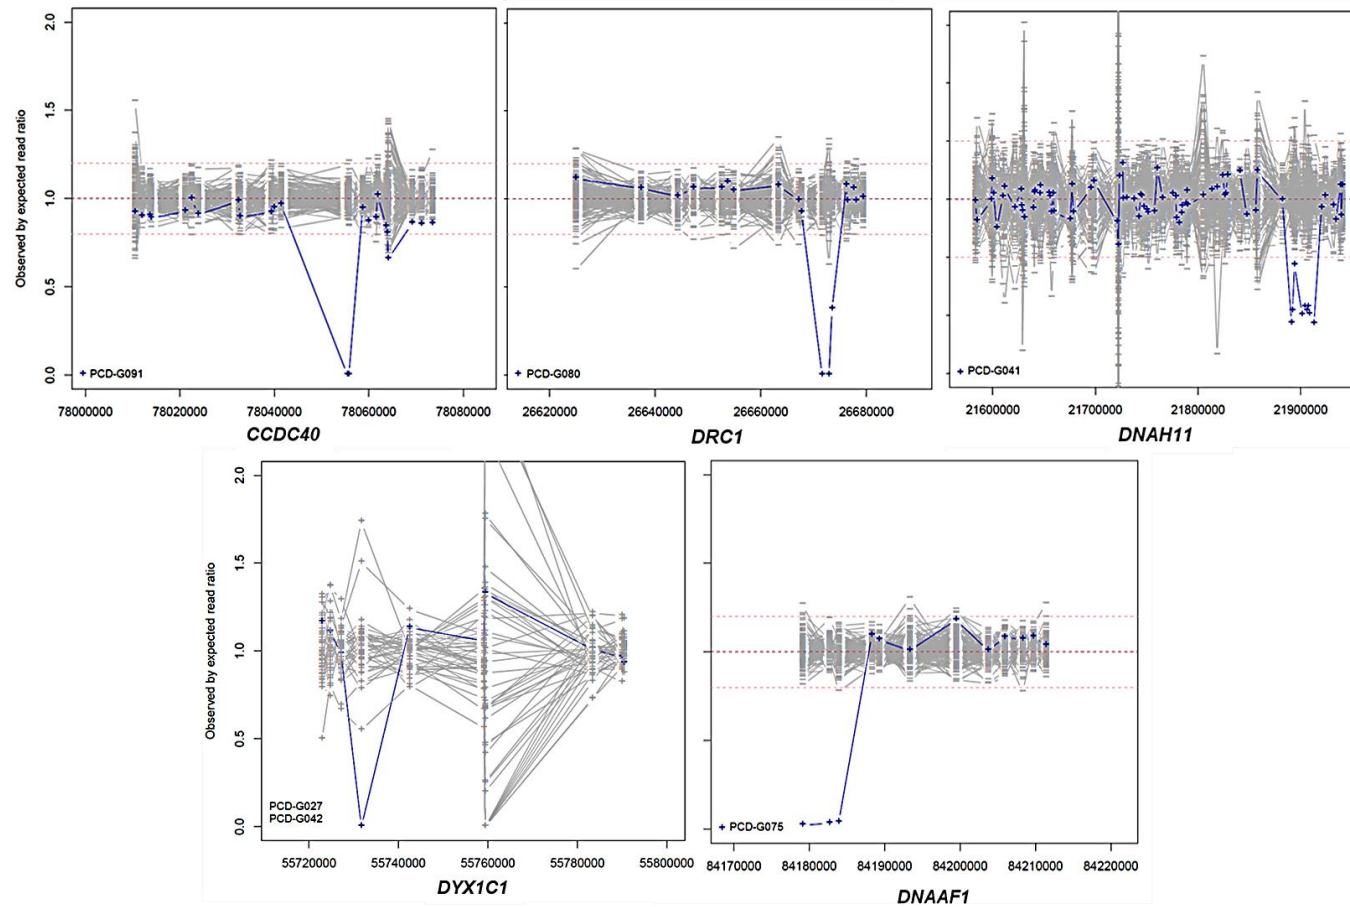 Observed by expected read ratio
2.0
1.5
1.0
0.5
0.0
PCD-G091
78000000 78020000 78040000 78060000 78080000
CCDC40
PCD-G080
26620000 26640000 26660000 26680000
DRC1
PCD-G041
21600000 21700000 21800000 21900000
DNAH11
Observed by expected read ratio
2.0
1.5
1.0
0.5
0.0
PCD-G027
PCD-G042
55720000 55740000 55760000 55780000 55800000
DYX1C1
PCD-G075
84170000 84180000 84190000 84200000 84210000 84220000
DNAAF1